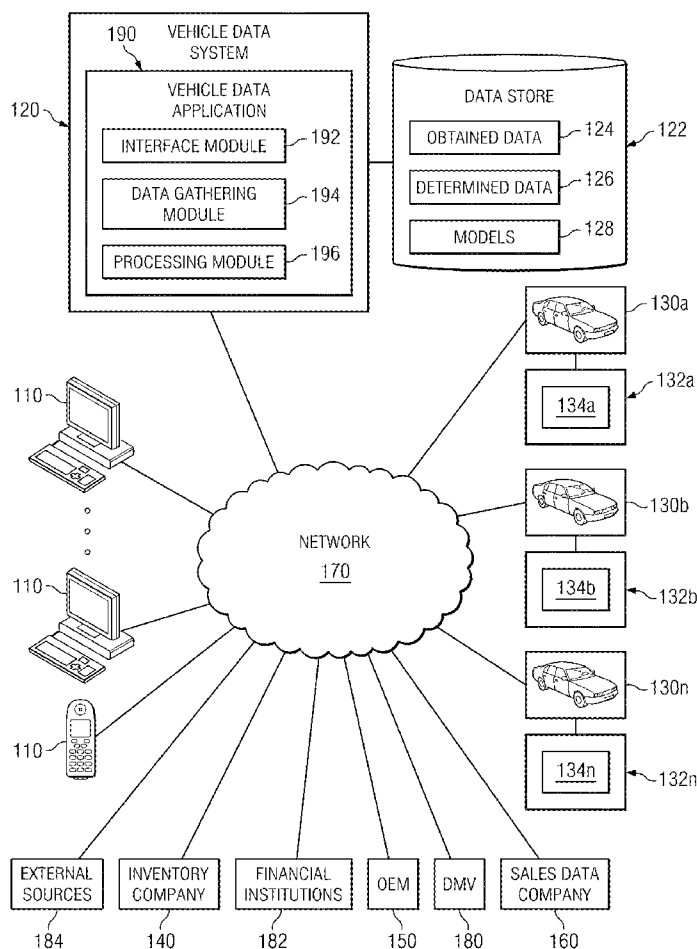 190
VEHICLE DATA
SYSTEM
120
VEHICLE DATA
APPLICATION
INTERFACE MODULE
192
DATA GATHERING
MODULE
194
PROCESSING MODULE
196
DATA STORE
OBTAINED DATA
124
122
DETERMINED DATA
126
MODELS
128
130a
132a
134a
110
130b
NETWORK
170
134b
132b
110
130n
110
134n
132n
EXTERNAL
SOURCES
INVENTORY
COMPANY
FINANCIAL
INSTITUTIONS
OEM
DMV
SALES DATA
COMPANY
184
140
182
150
180
160